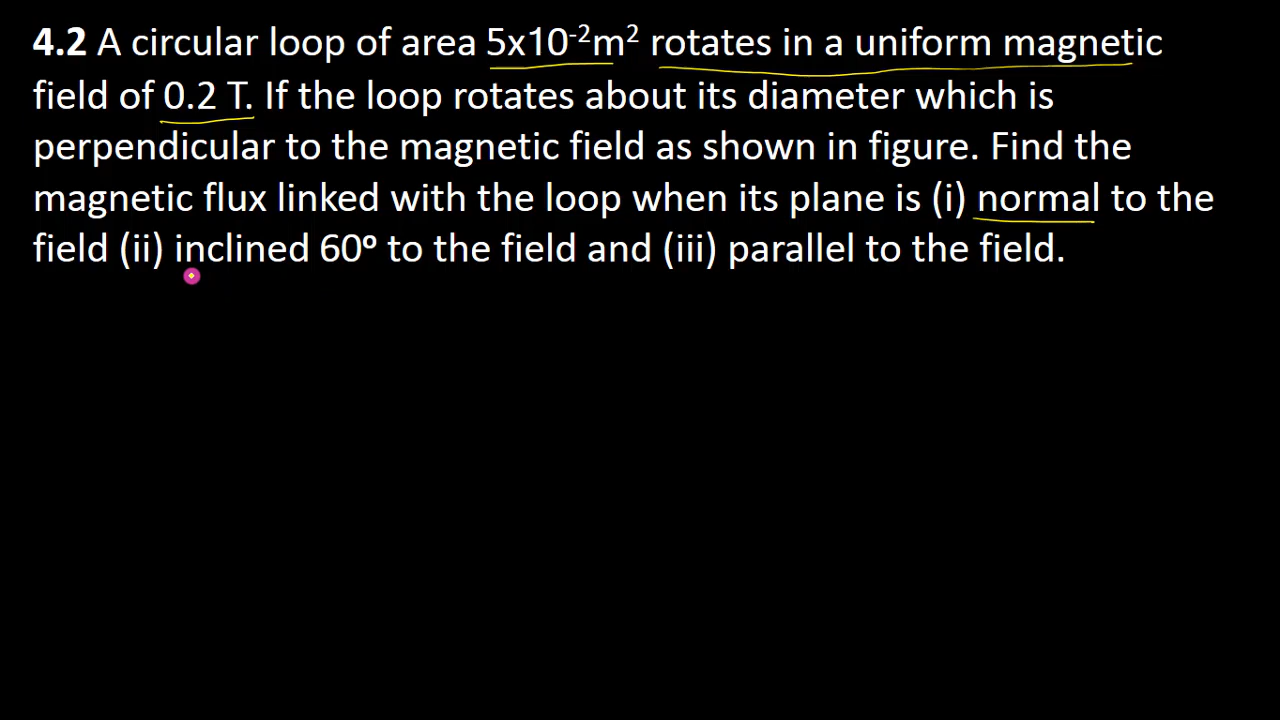 4.2 A circular loop of area 5x10⁻²m² rotates in a uniform magnetic
field of 0.2 T. If the loop rotates about its diameter which is
perpendicular to the magnetic field as shown in figure. Find the
magnetic flux linked with the loop when its plane is (i) normal to the
field (ii) inclined 60º to the field and (iii) parallel to the field.